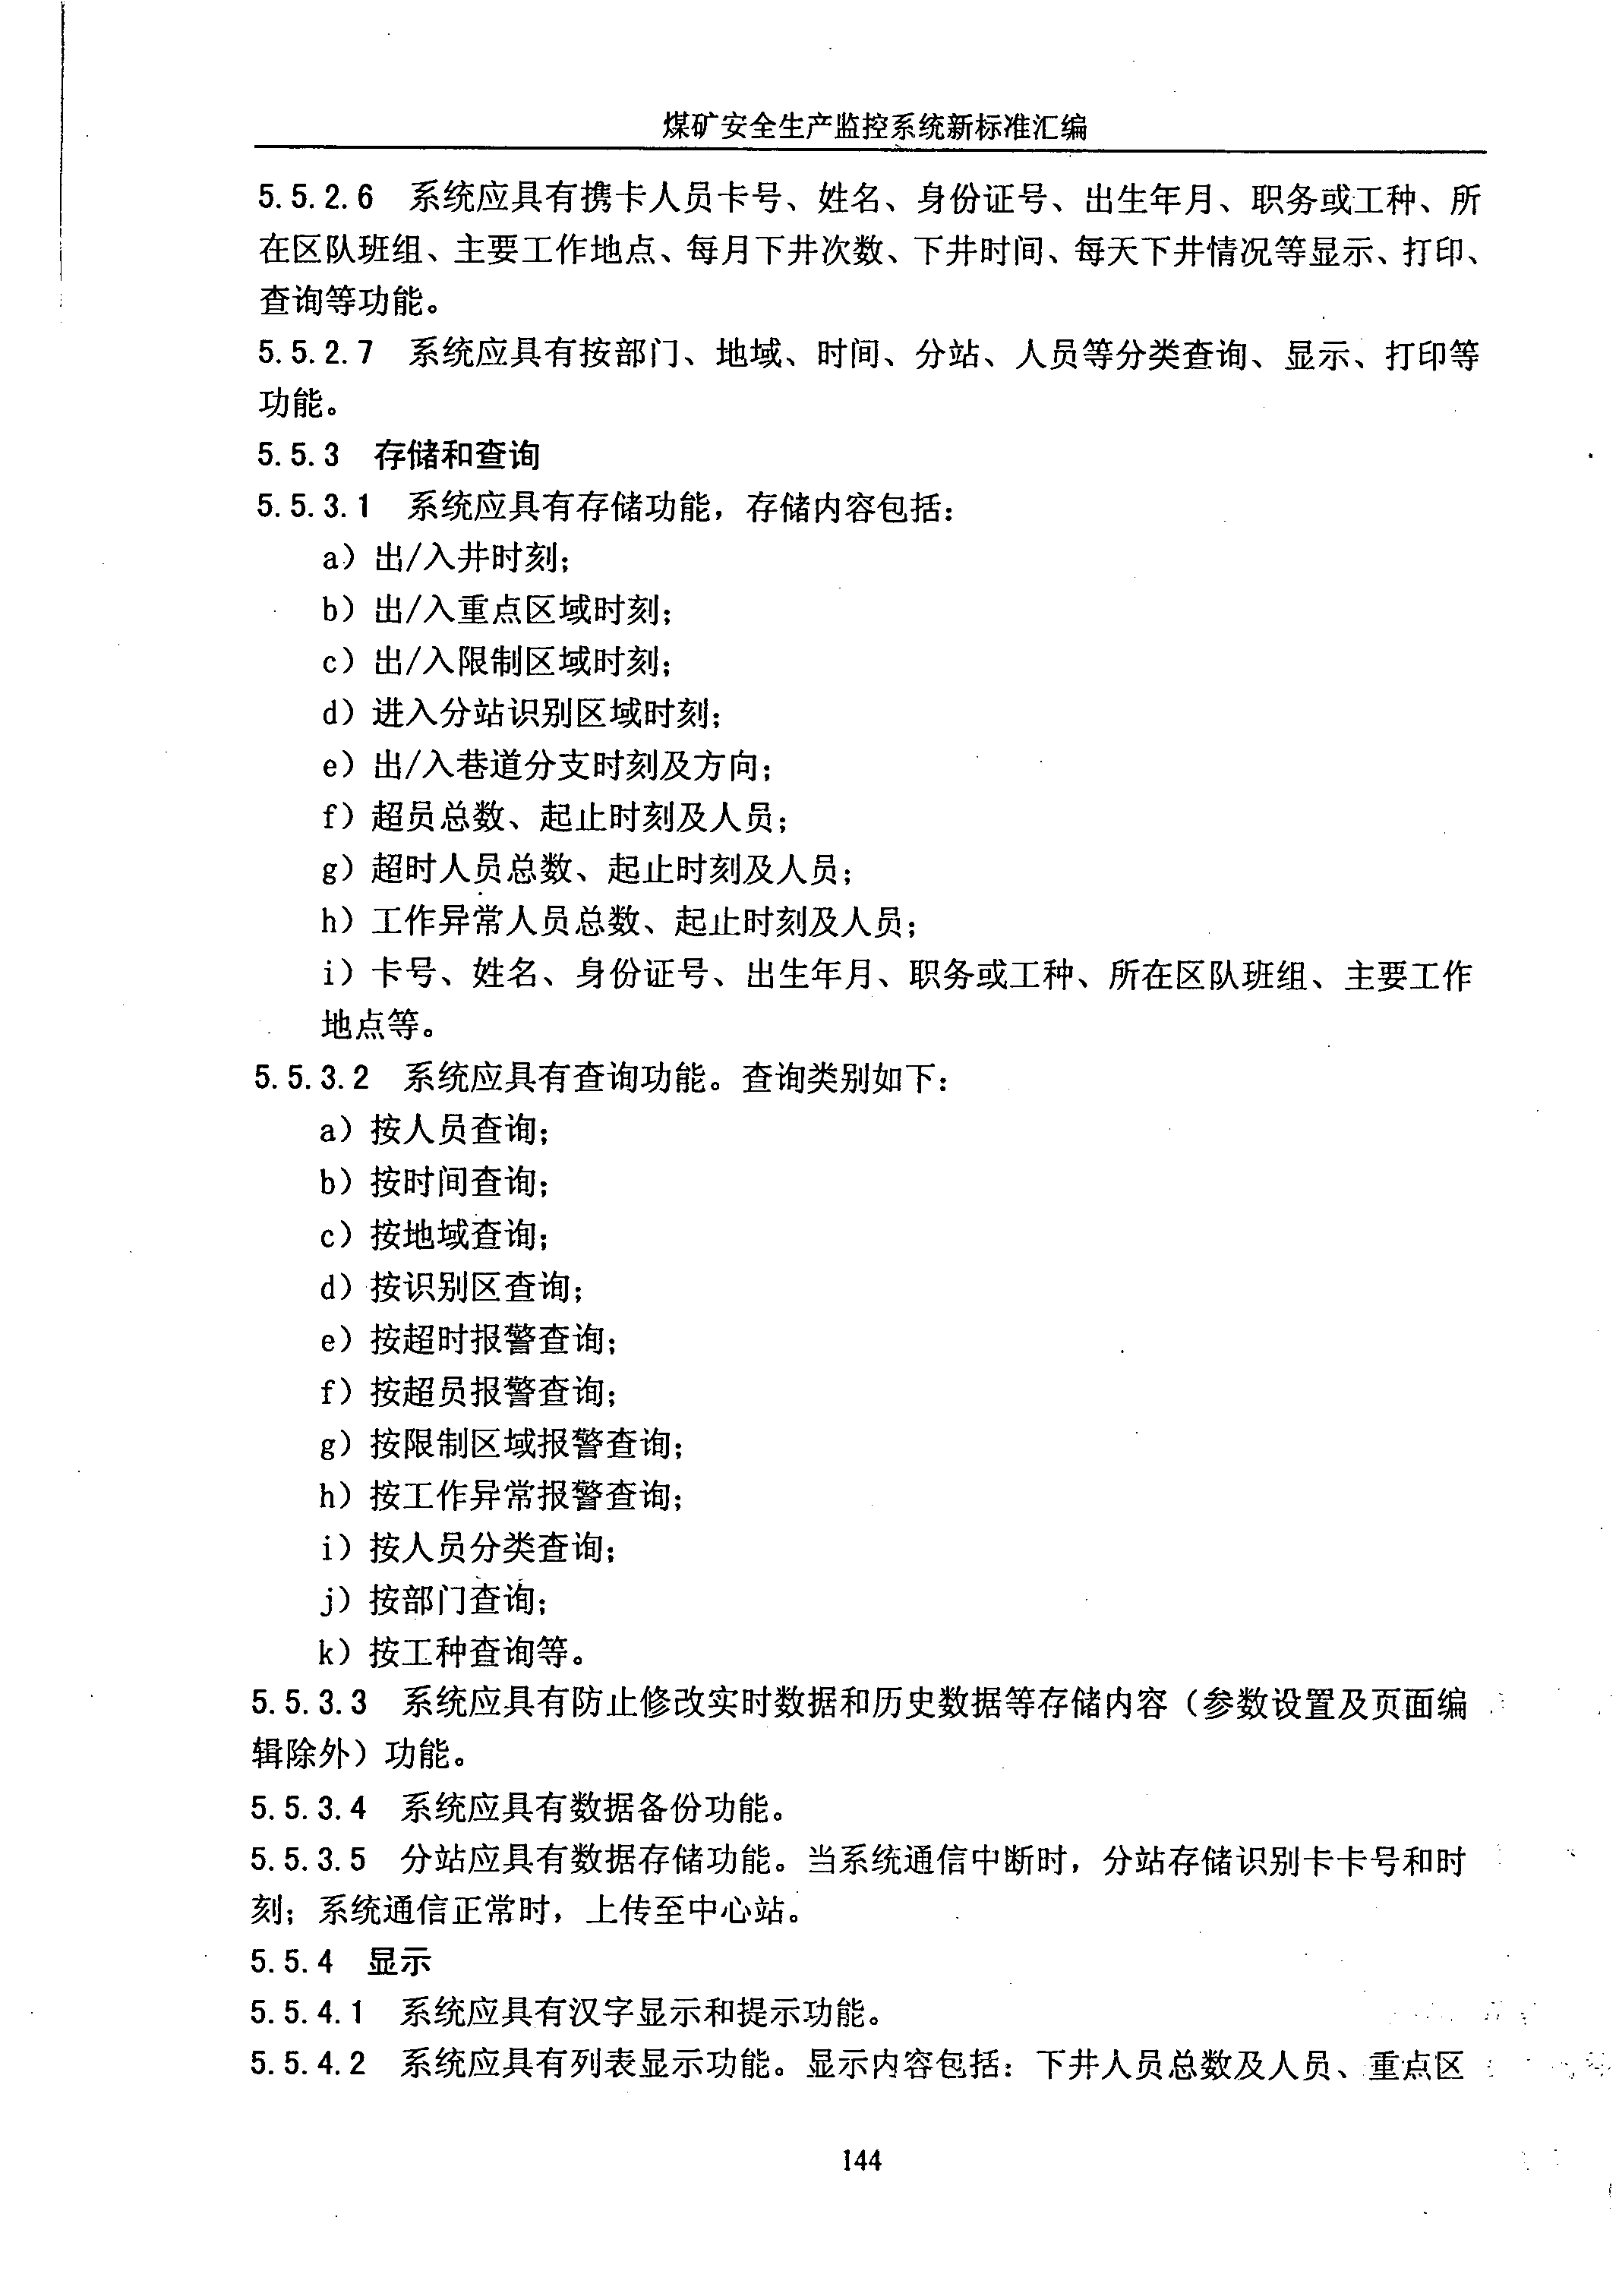 煤矿安全生产监控系统新标准汇编
5.5.2.6 系统应具有携卡人员卡号、姓名、身份证号、出生年月、职务或工种、所
在区队班组、主要工作地点、每月下井次数、下井时间、每天下井情况等显示、打印、
查询等功能。
5.5.2.7 系统应具有按部门、地域、时间、分站、人员等分类查询、显示、打印等
功能。
5.5.3 存储和查询
5.5.3.1 系统应具有存储功能，存储内容包括：
a）出/入井时刻；
b）出/入重点区域时刻；
c）出/入限制区域时刻；
d）进入分站识别区域时刻；
e）出/入巷道分支时刻及方向；
f）超员总数、起止时刻及人员；
g）超时人员总数、起止时刻及人员；
h）工作异常人员总数、起止时刻及人员；
i）卡号、姓名、身份证号、出生年月、职务或工种、所在区队班组、主要工作
地点等。
5.5.3.2 系统应具有查询功能。查询类别如下：
a）按人员查询；
b）按时间查询；
c）按地域查询；
d）按识别区查询；
e）按超时报警查询；
f）按超员报警查询；
g）按限制区域报警查询；
h）按工作异常报警查询；
i）按人员分类查询；
j）按部门查询；
k）按工种查询等。
5.5.3.3 系统应具有防止修改实时数据和历史数据等存储内容（参数设置及页面编
辑除外）功能。
5.5.3.4 系统应具有数据备份功能。
5.5.3.5 分站应具有数据存储功能。当系统通信中断时，分站存储识别卡卡号和时
刻；系统通信正常时，上传至中心站。
5.5.4 显示
5.5.4.1 系统应具有汉字显示和提示功能。
5.5.4.2 系统应具有列表显示功能。显示内容包括：下井人员总数及人员、重点区
144